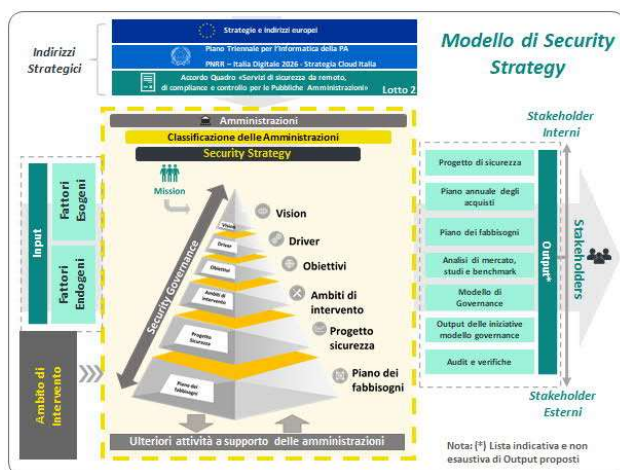 Indirizzi
Strategici
Strategie e Indirizzi europei
Piano Triennale per l'Informatica della PA
PNRR – Italia Digitale 2026 - Strategia Cloud Italia
Accordo Quadro «Servizi di sicurezza da remoto,
di compliance e controllo per le Pubbliche Amministrazioni»
Lotto 2
Modello di Security
Strategy
Amministrazioni
Classificazione delle Amministrazioni
Security Strategy
Mission
Input
Fattori
Esogeni
Fattori
Endogeni
Ambito di
Intervento
Security Governance
Vision
Driver
Obiettivi
Ambiti di
intervento
Progetto
Sicurezza
Piano dei
fabbisogni
Vision
Driver
Obiettivi
Ambiti di
intervento
Progetto
sicurezza
Piano dei
fabbisogni
Ulteriori attività a supporto delle amministrazioni
Stakeholder
Interni
Progetto di sicurezza
Piano annuale degli
acquisti
Piano dei fabbisogni
Analisi di mercato,
studi e benchmark
Modello di
Governance
Output delle iniziative
modello governance
Audit e verifiche
Output*
Stakeholders
Stakeholder
Esterni
Nota: (*) Lista indicativa e non
esaustiva di Output proposti